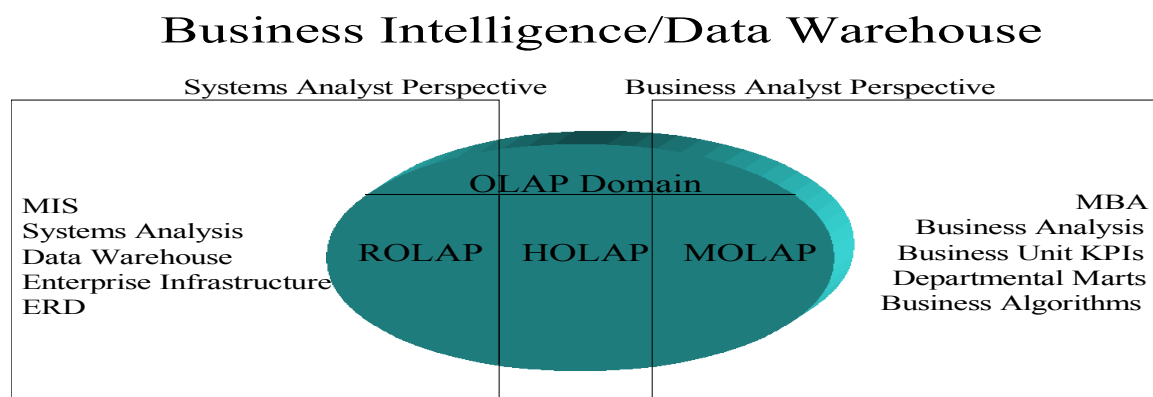 Business Intelligence/Data Warehouse
Systems Analyst Perspective
Business Analyst Perspective
OLAP Domain
MIS
Systems Analysis
Data Warehouse
Enterprise Infrastructure
ERD
ROLAP
HOLAP
MOLAP
MBA
Business Analysis
Business Unit KPIs
Departmental Marts
Business Algorithms